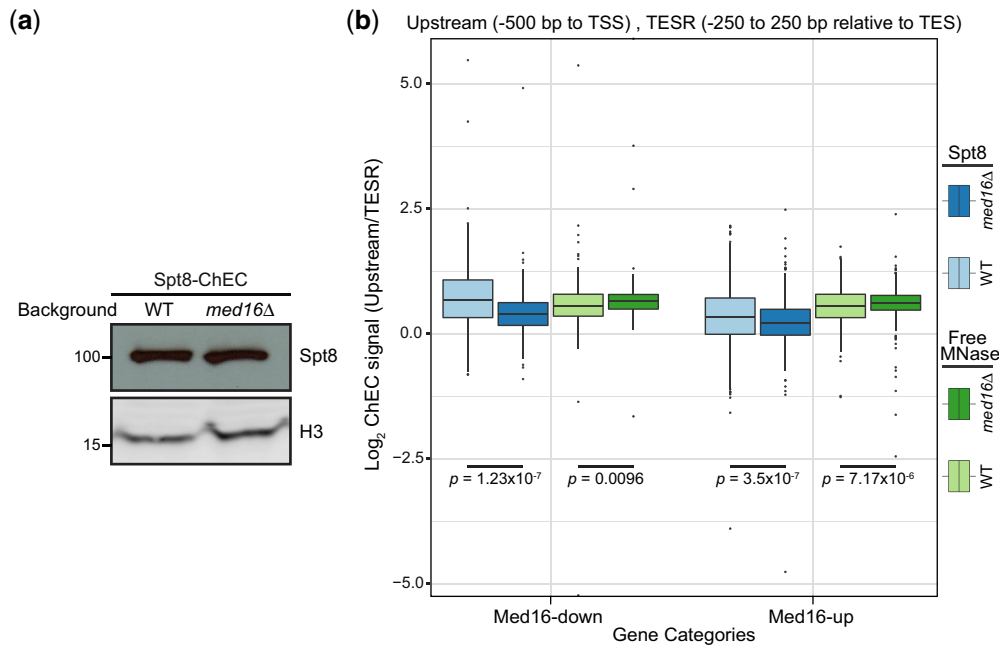 (a)
Spt8-ChEC
Background WT med16Δ
100 Spt8
15 H3
(b)
Upstream (-500 bp to TSS) , TESR (-250 to 250 bp relative to TES)
Log₂ ChEC signal (Upstream/TESR)
5.0
2.5
0.0
−2.5
−5.0
p = 1.23x10⁻⁷ p = 0.0096 p = 3.5x10⁻⁷ p = 7.17x10⁻⁶
Med16-down Med16-up
Gene Categories
Spt8
med16Δ
WT
Free
MNase
med16Δ
WT